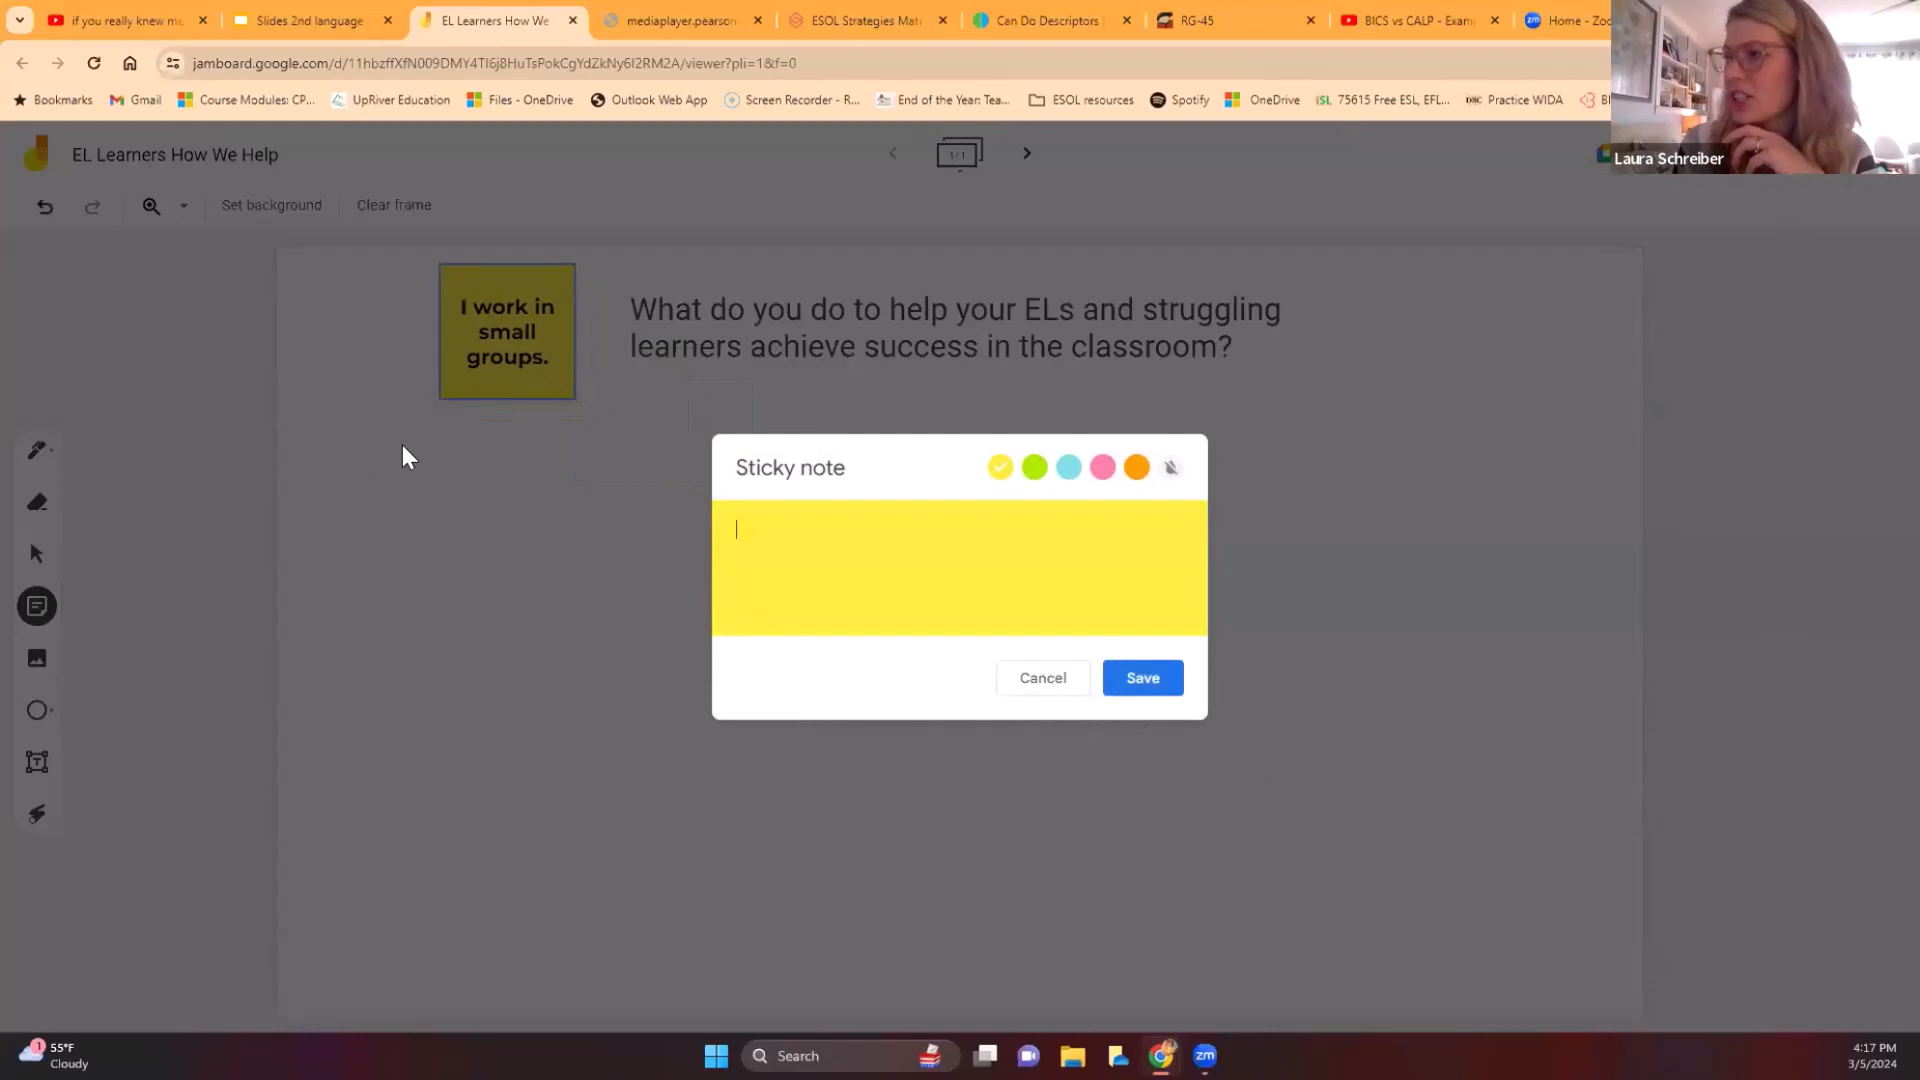 if you really knew me
Slides 2nd language
EL Learners How We
mediaplayer.pearson
ESOL Strategies Mat
Can Do Descriptors
RG-45
BICS vs CALP - Exam
Home - Zoo
jamboard.google.com/d/11hbzffXfN009DMY4TI6j8HuTsPokCgYdZkNy6I2RM2A/viewer?pli=1&f=0
Bookmarks
Gmail
Course Modules: CP...
UpRiver Education
Files - OneDrive
Outlook Web App
Screen Recorder - R...
End of the Year: Tea...
ESOL resources
Spotify
OneDrive
iSL 75615 Free ESL, EFL...
Practice WIDA
Laura Schreiber
EL Learners How We Help
1/1
Set background
Clear frame
I work in
small
groups.
What do you do to help your ELs and struggling
learners achieve success in the classroom?
Sticky note
Cancel
Save
1
55°F
Cloudy
Search
zm
4:17 PM
3/5/2024